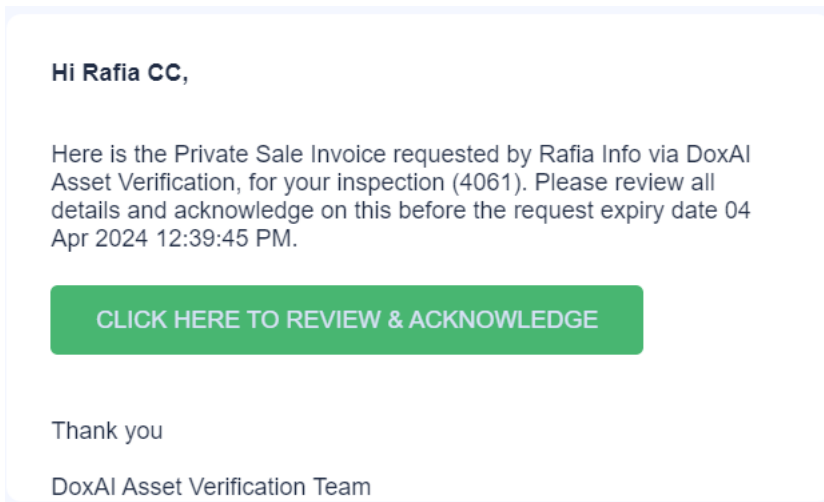 Hi Rafia CC,
Here is the Private Sale Invoice requested by Rafia Info via DoxAI
Asset Verification, for your inspection (4061). Please review all
details and acknowledge on this before the request expiry date 04
Apr 2024 12:39:45 PM.
CLICK HERE TO REVIEW & ACKNOWLEDGE
Thank you
DoxAI Asset Verification Team